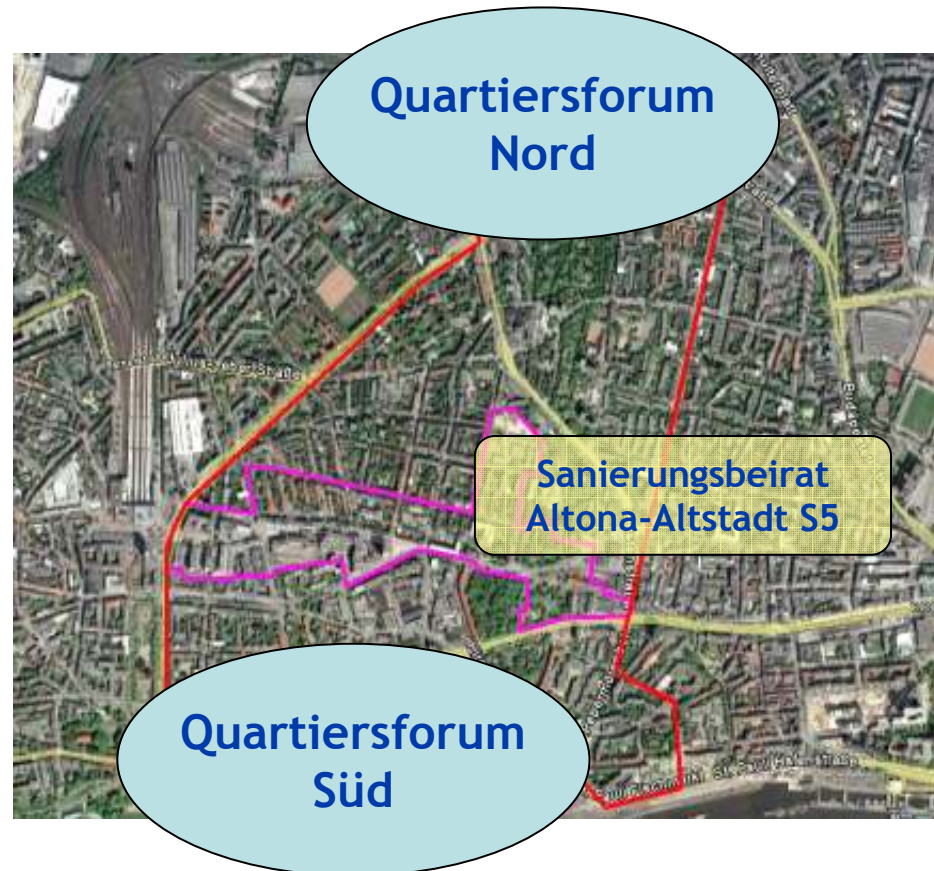 Quartiersforum
Nord
Sanierungsbeirat
Altona-Altstadt S5
Quartiersforum
Süd